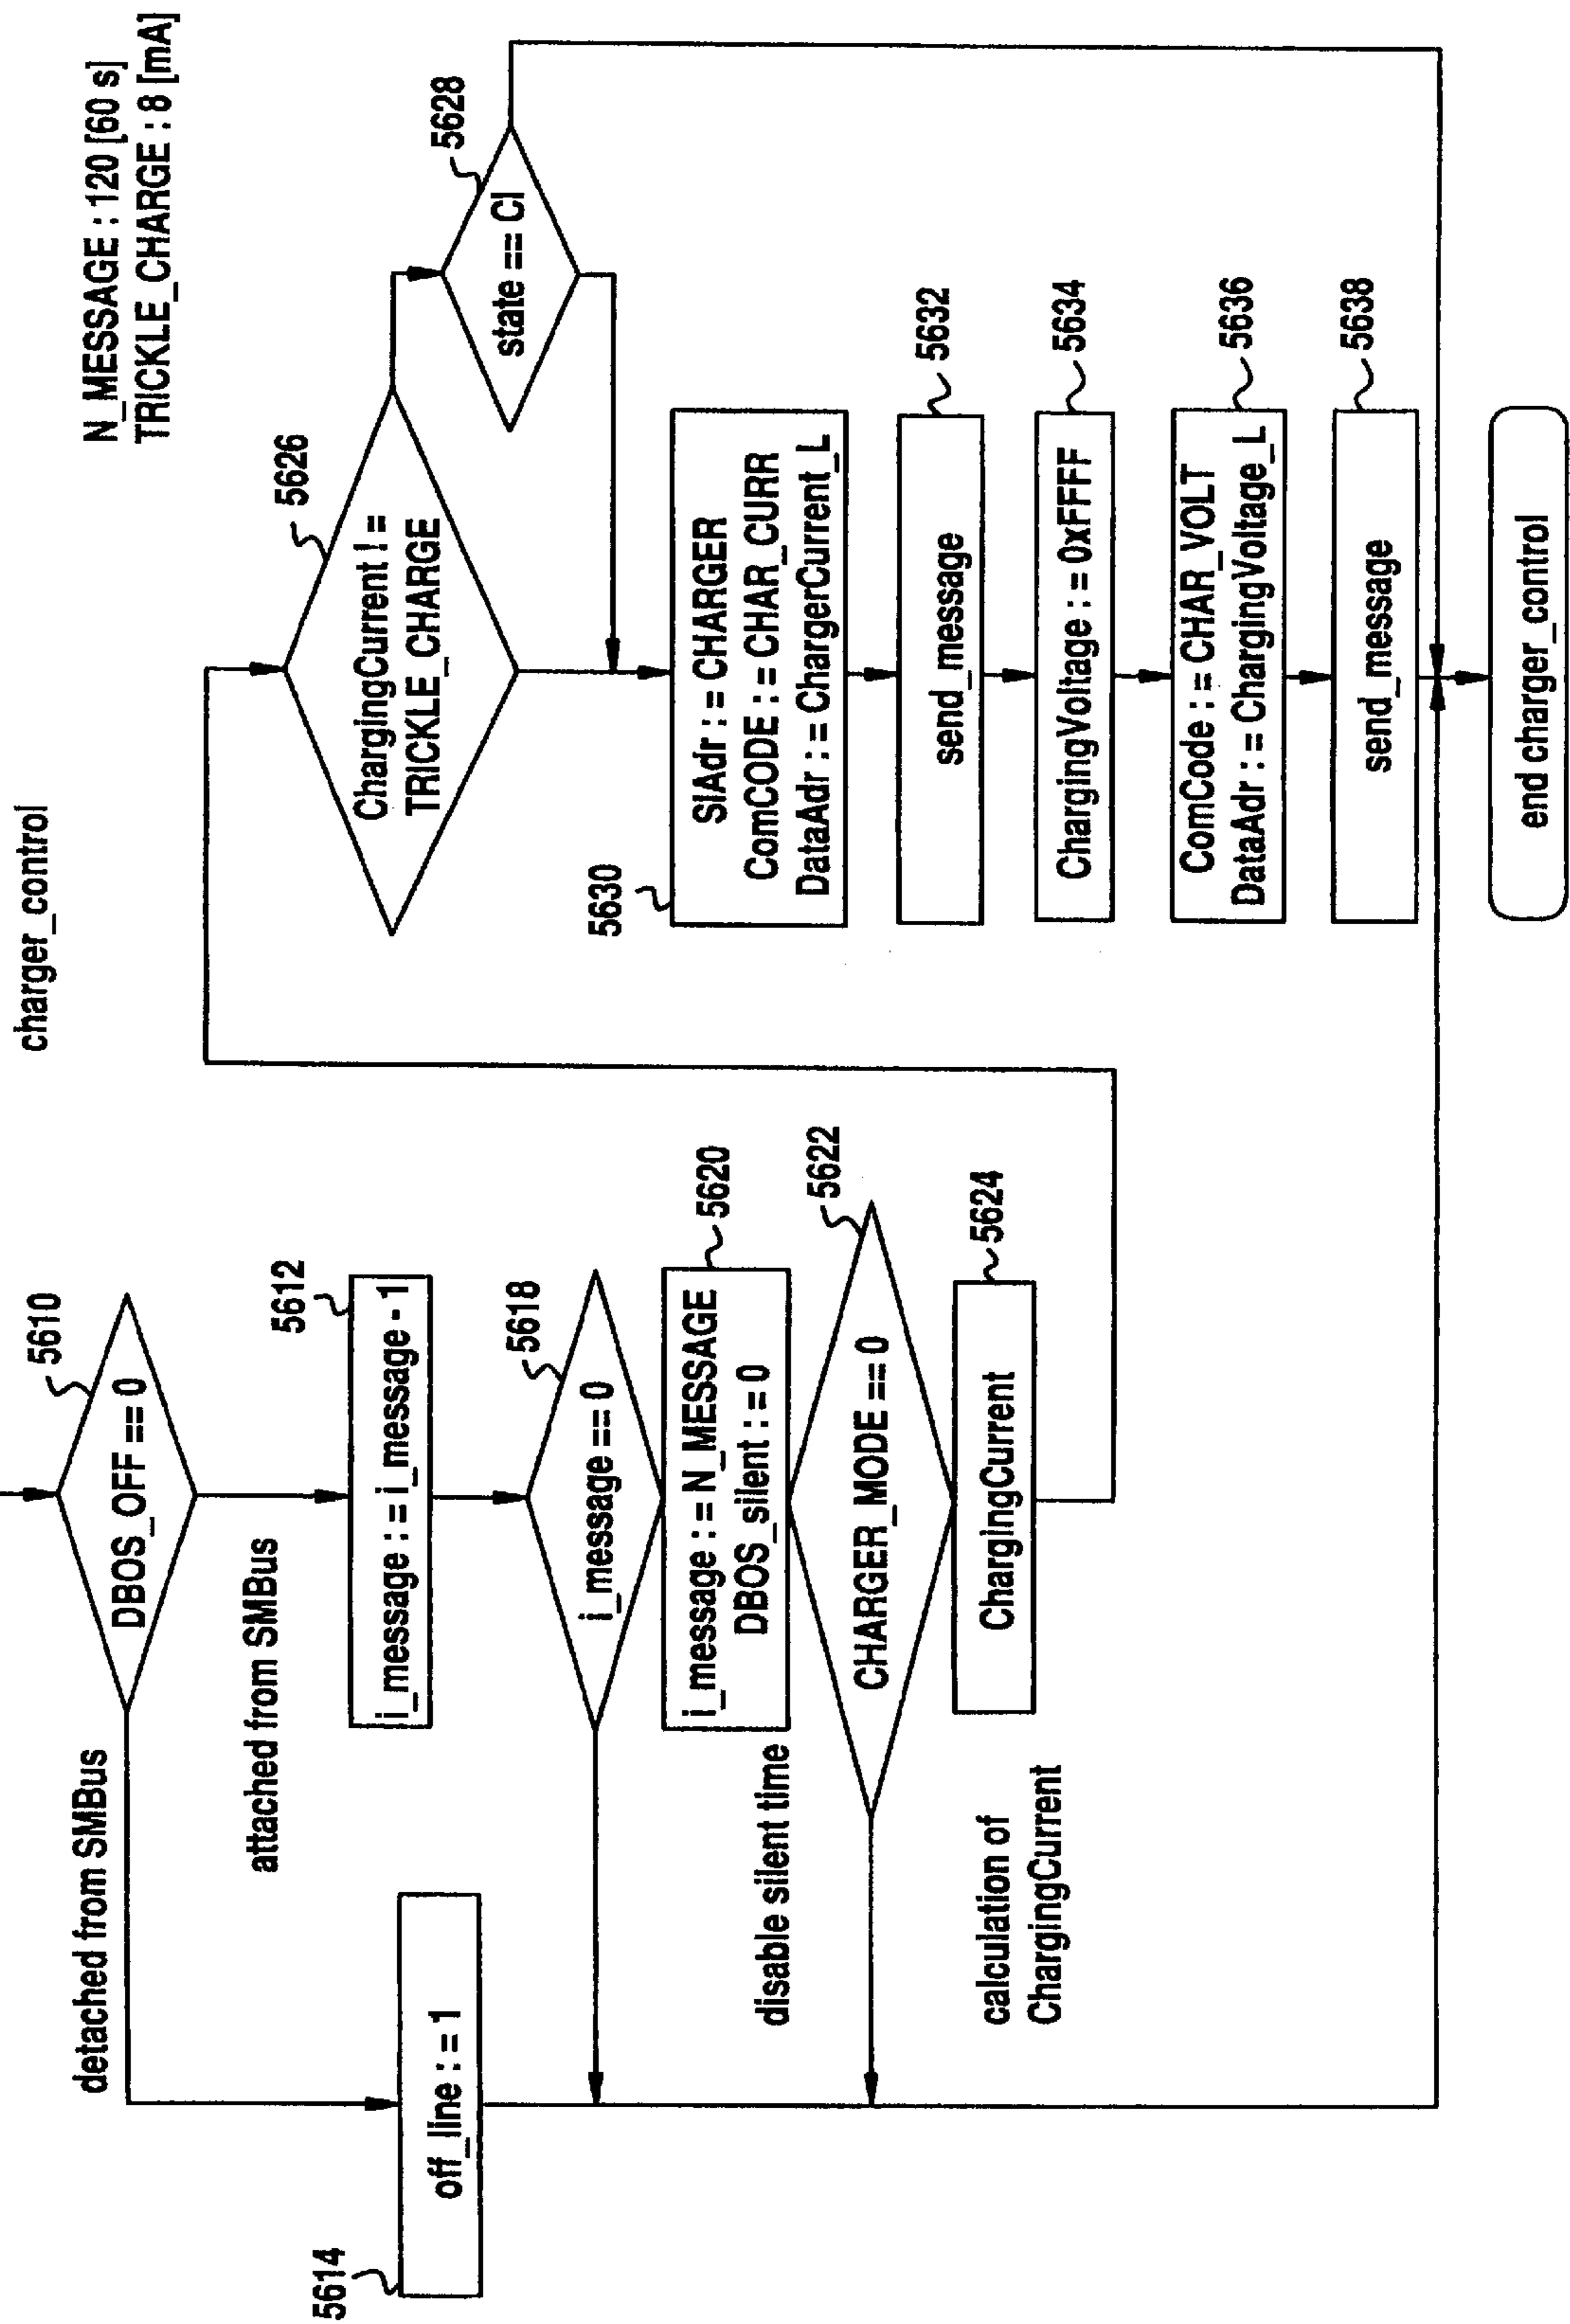 charger_control
N_MESSAGE : 120 [60 s]
TRICKLE_CHARGE : 8 [mA]
5610
DBOS_OFF == 0
detached from SMBus
attached from SMBus
5612
i_message : = i_message - 1
5614
off_line : = 1
5618
i_message == 0
5620
i_message : = N_MESSAGE
DBOS_silent : = 0
disable silent time
5622
CHARGER_MODE == 0
5624
ChargingCurrent
calculation of
ChargingCurrent
5626
ChargingCurrent ! =
TRICKLE_CHARGE
5628
state == CI
5630
SlAdr : = CHARGER
ComCODE : = CHAR_CURR
DataAdr : = ChargerCurrent_L
5632
send_message
5634
ChargingVoltage : = 0xFFFF
5636
ComCode : = CHAR_VOLT
DataAdr : = ChargingVoltage_L
5638
send_message
end charger_control